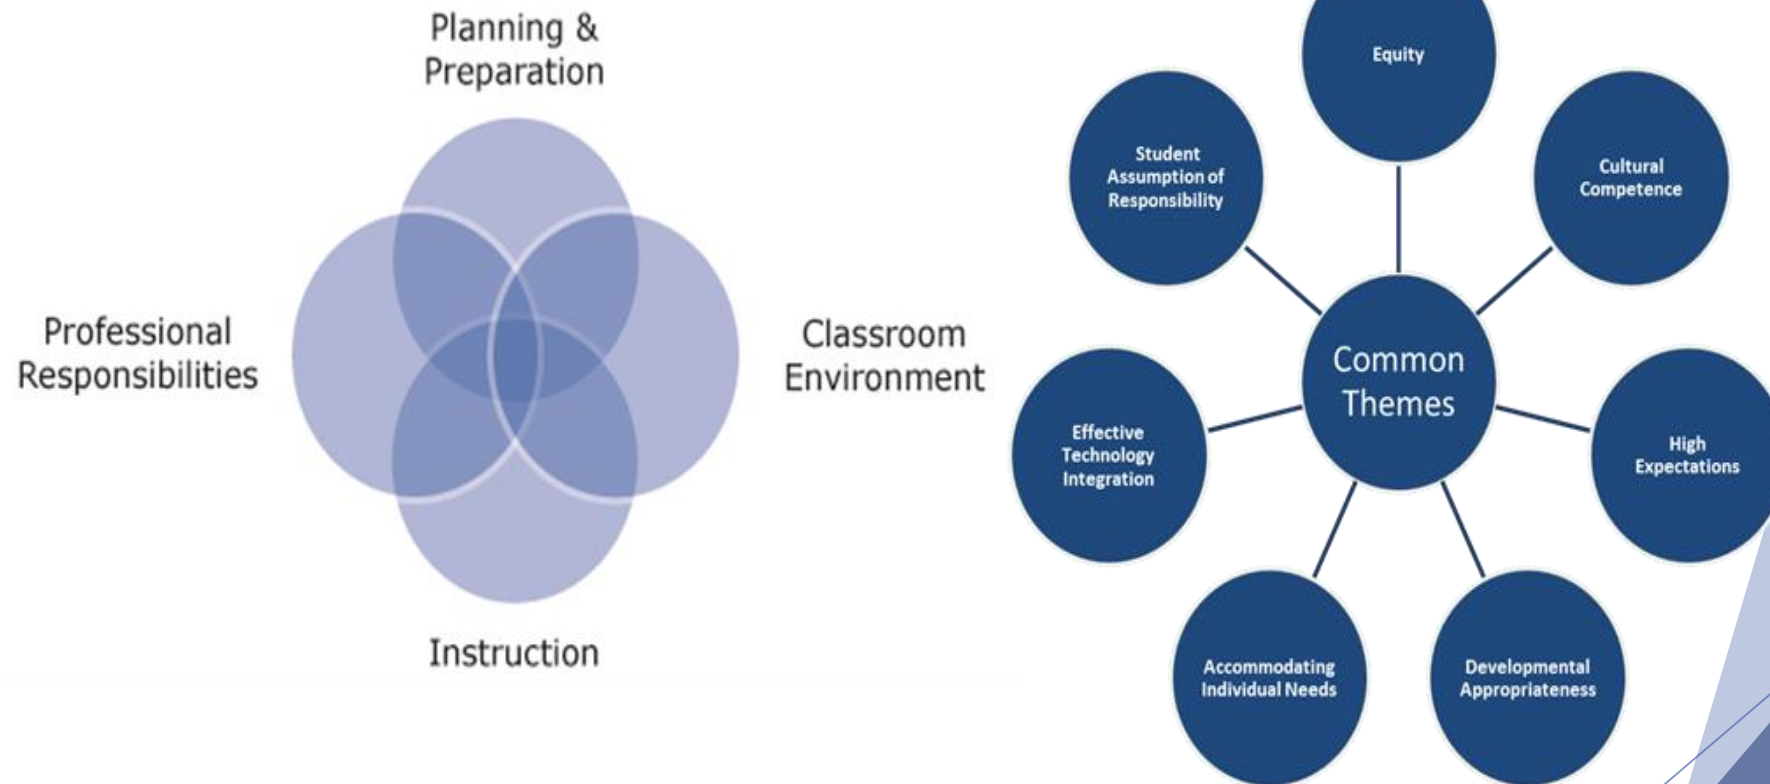 Planning &
Preparation
Professional
Responsibilities
Classroom
Environment
Instruction
Equity
Cultural
Competence
High
Expectations
Developmental
Appropriateness
Accommodating
Individual Needs
Effective
Technology
Integration
Student
Assumption of
Responsibility
Common
Themes